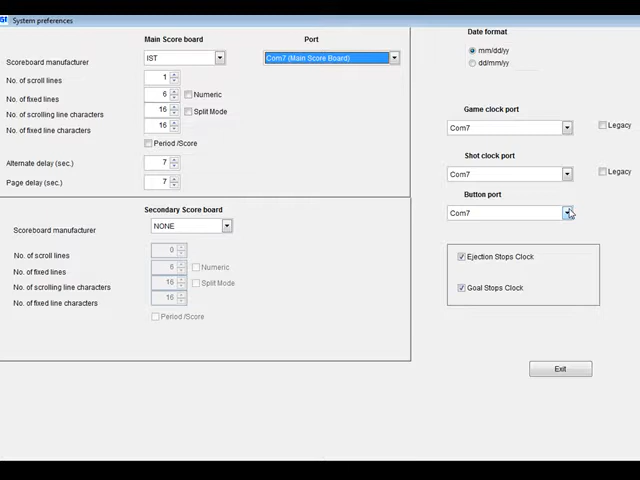 System preferences
Main Score board
Port
Scoreboard manufacturer
IST
Com7 (Main Score Board)
No. of scroll lines
1
No. of fixed lines
6
Numeric
No. of scrolling line characters
16
Split Mode
No. of fixed line characters
16
Period /Score
Alternate delay (sec.)
7
Page delay (sec.)
7
Secondary Score board
Scoreboard manufacturer
NONE
No. of scroll lines
0
No. of fixed lines
6
Numeric
No. of scrolling line characters
16
Split Mode
No. of fixed line characters
16
Period /Score
Date format
mm/dd/yy
dd/mm/yy
Game clock port
Com7
Legacy
Shot clock port
Com7
Legacy
Button port
Com7
Ejection Stops Clock
Goal Stops Clock
Exit